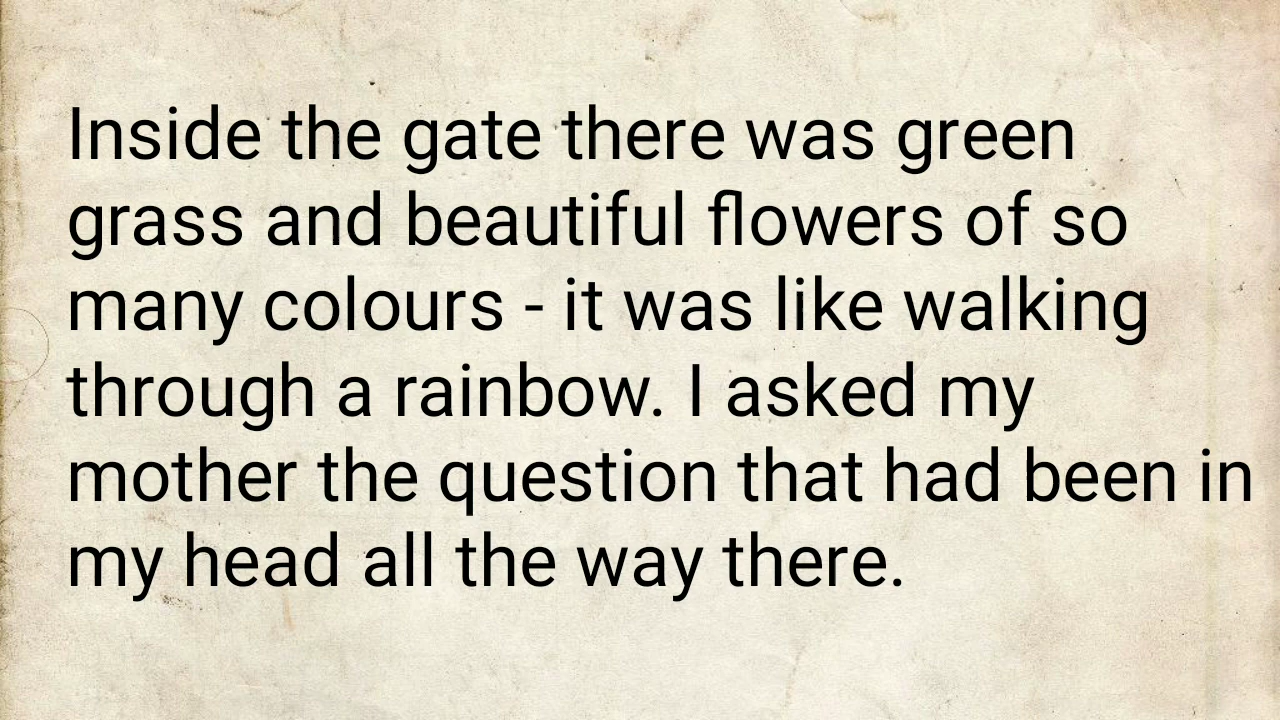 Inside the gate there was green
grass and beautiful flowers of so
many colours - it was like walking
through a rainbow. I asked my
mother the question that had been in
my head all the way there.